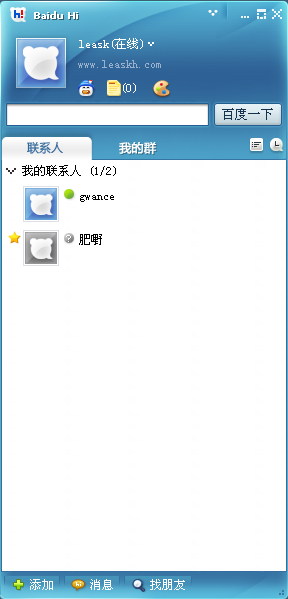 Baidu Hi
leask(在线)
www.leaskh.com
(0)
百度一下
联系人 我的群
我的联系人 (1/2)
gwance
肥嘢
添加 消息 找朋友